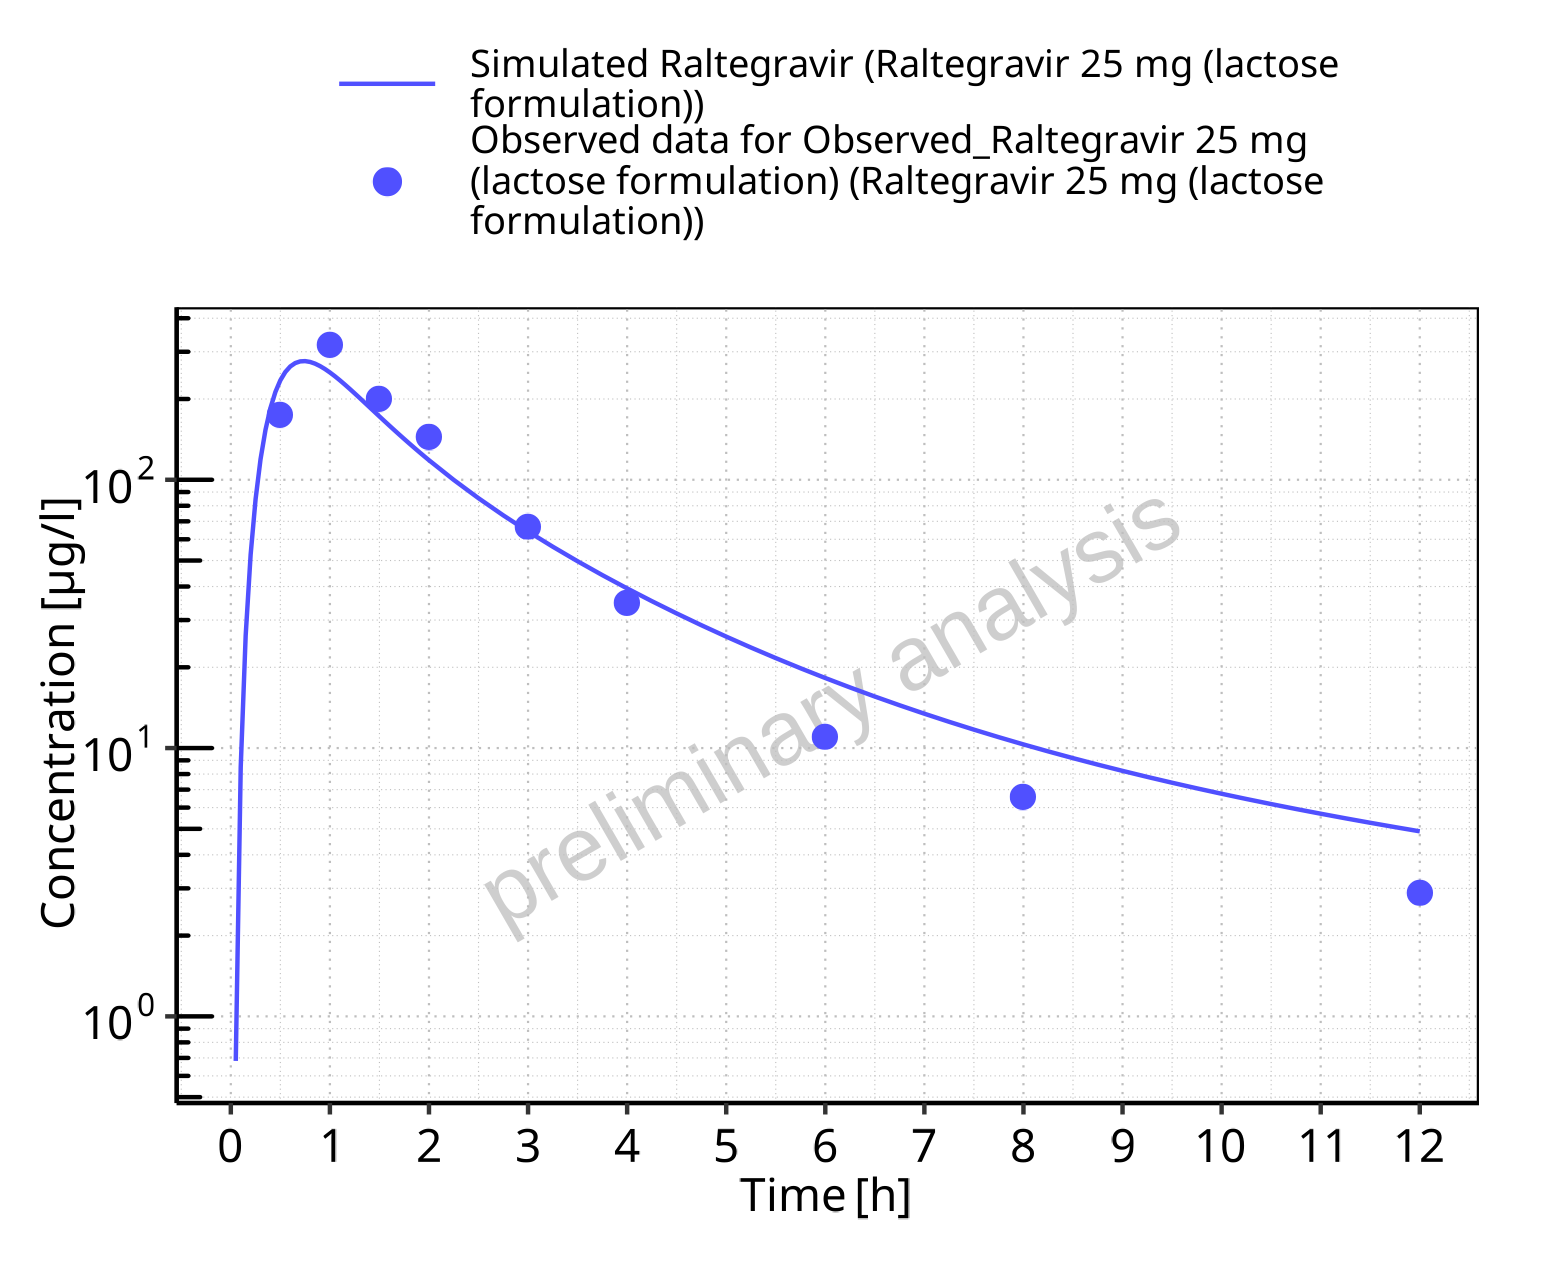 Simulated Raltegravir (Raltegravir 25 mg (lactose
formulation))
Observed data for Observed_Raltegravir 25 mg
(lactose formulation) (Raltegravir 25 mg (lactose
formulation))
Concentration [µg/l]
10²
10¹
10⁰
preliminary analysis
0 1 2 3 4 5 6 7 8 9 10 11 12
Time [h]